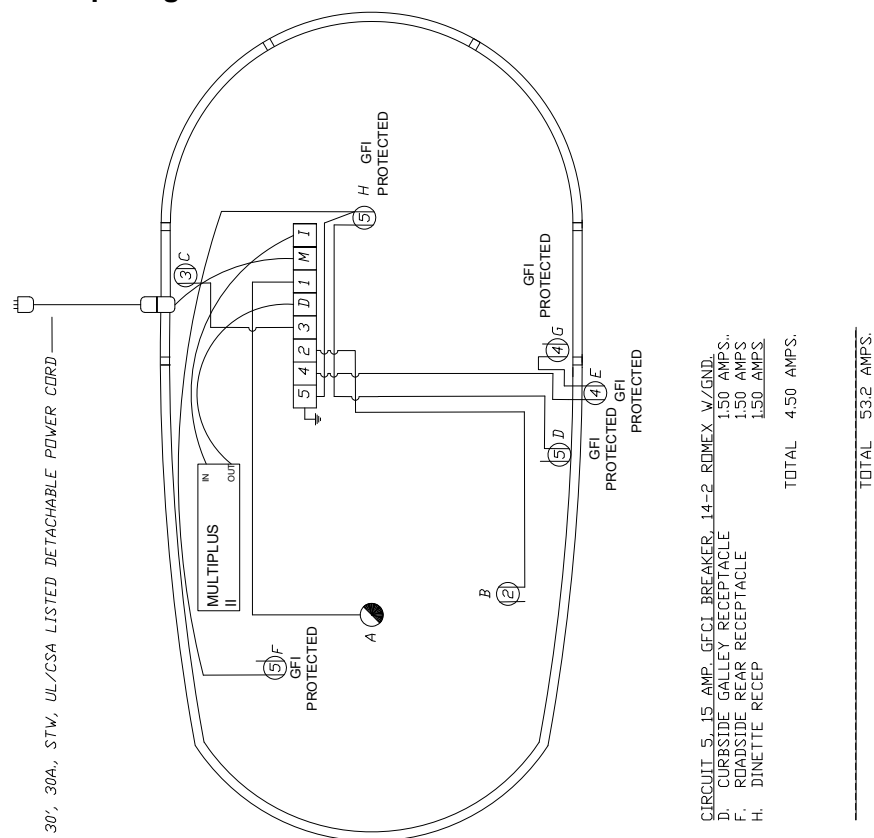 30', 30A., STW, UL/CSA LISTED DETACHABLE POWER CORD
3 C
H
5
GFI
PROTECTED
I
M
1
D
3
2
4
5
IN
OUT
MULTIPLUS
II
GFI
PROTECTED
4 G
4 E
GFI
PROTECTED
5 D
GFI
PROTECTED
B
2
A
5 F
GFI
PROTECTED
CIRCUIT 5, 15 AMP. GFCI BREAKER, 14-2 ROMEX W/GND.
D. CURBSIDE GALLEY RECEPTACLE 1.50 AMPS..
F. ROADSIDE REAR RECEPTACLE 1.50 AMPS
H. DINETTE RECEP 1.50 AMPS
TOTAL 4.50 AMPS.
TOTAL 53.2 AMPS.